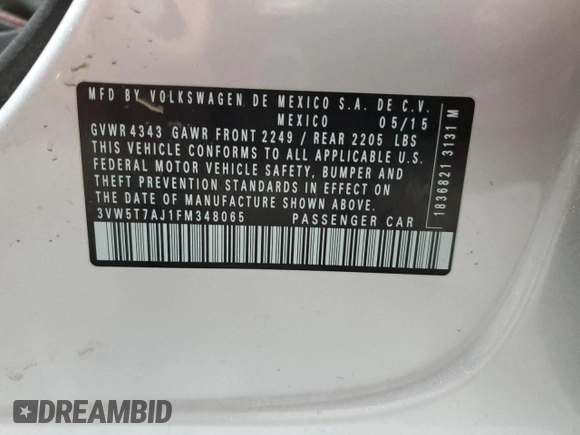 MFD BY VOLKSWAGEN DE MEXICO S.A. DE C.V.
MEXICO 05/15
GVWR 4343 GAWR FRONT 2249 / REAR 2205 LBS
THIS VEHICLE CONFORMS TO ALL APPLICABLE U.S.
FEDERAL MOTOR VEHICLE SAFETY, BUMPER AND
THEFT PREVENTION STANDARDS IN EFFECT ON
THE DATE OF MANUFACTURE SHOWN ABOVE.
3VW5T7AJ1FM348065 PASSENGER CAR
1836821 3131 M
DREAMBID